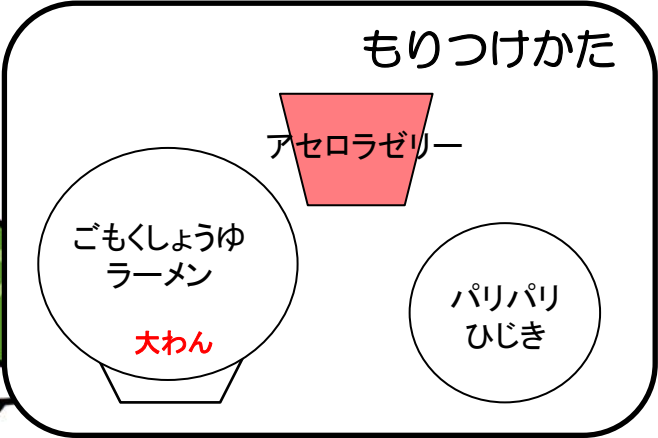 もりつけかた
アセロラゼリー
ごもくしょうゆ
ラーメン
大わん
パリパリ
ひじき